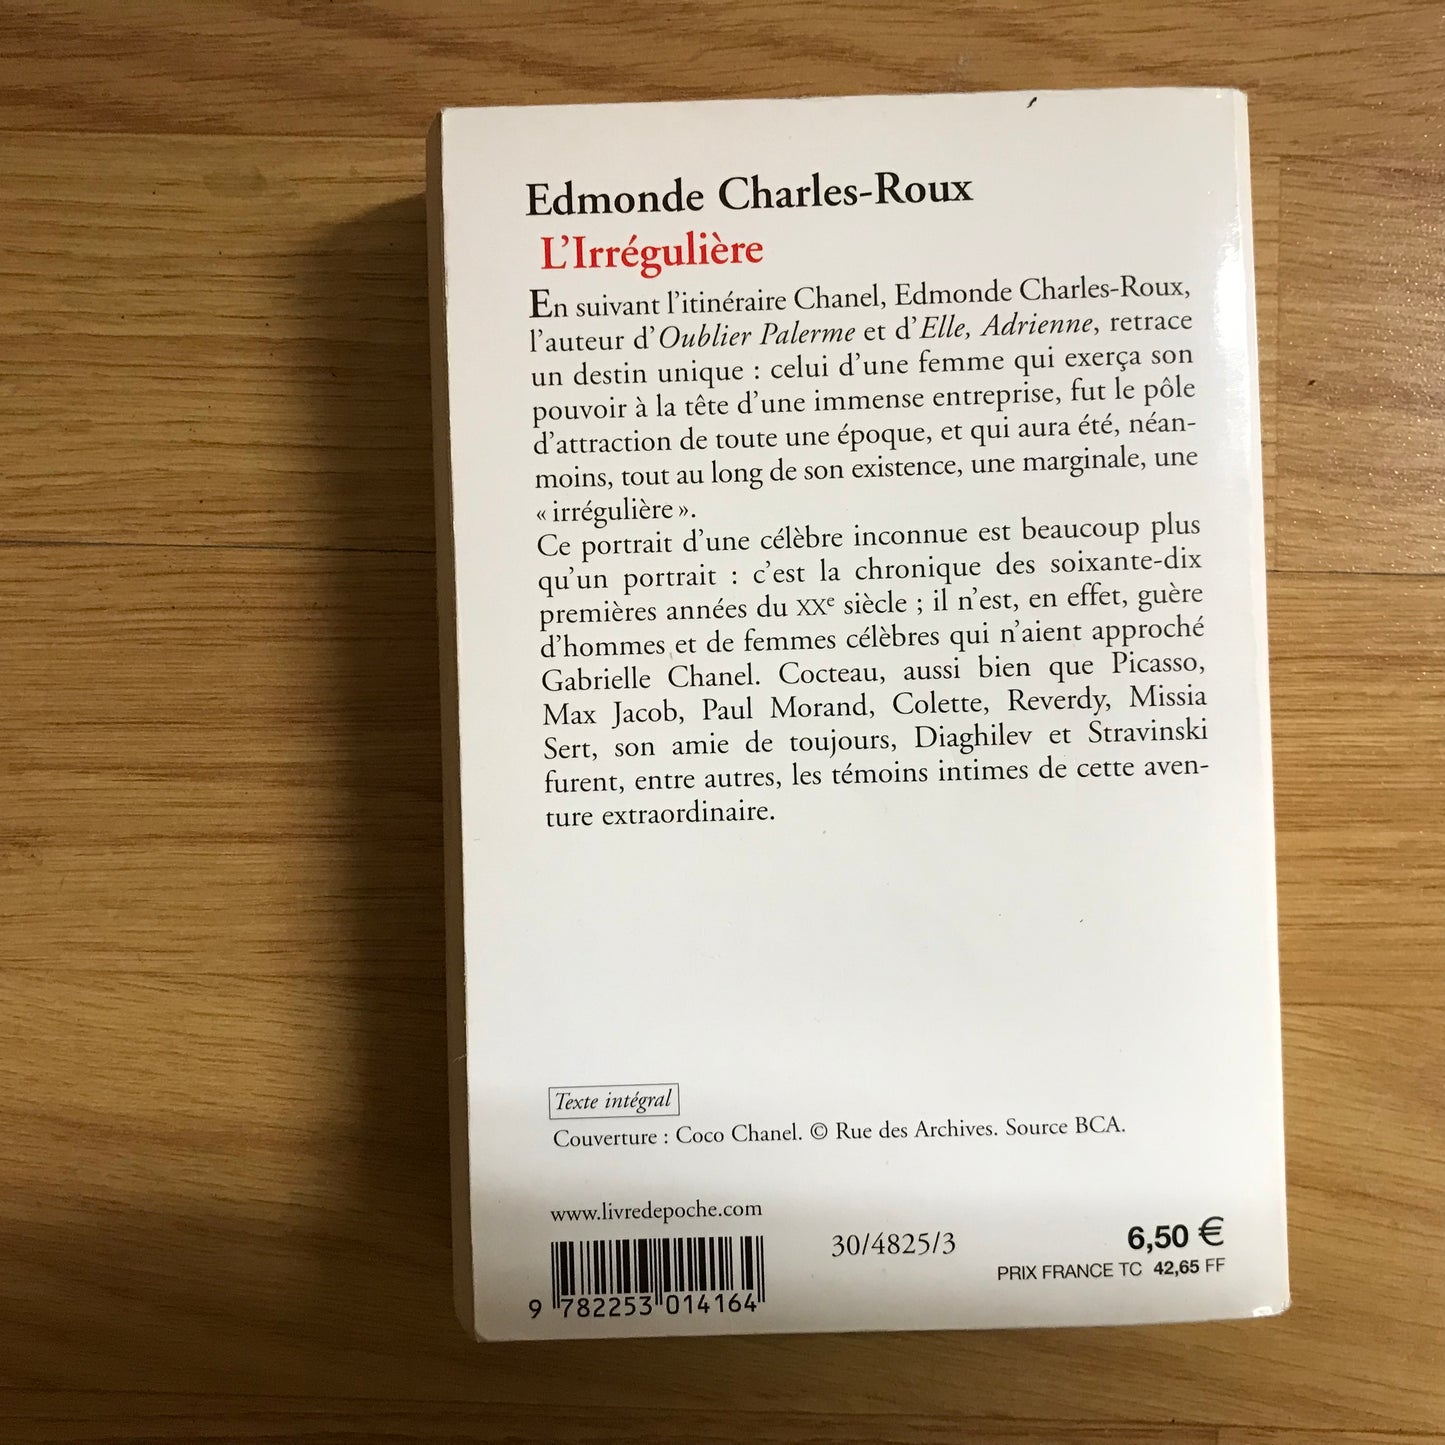 Edmonde Charles-Roux
L'Irrégulière
En suivant l'itinéraire Chanel, Edmonde Charles-Roux,
l'auteur d'Oublier Palerme et d'Elle, Adrienne, retrace
un destin unique : celui d'une femme qui exerça son
pouvoir à la tête d'une immense entreprise, fut le pôle
d'attraction de toute une époque, et qui aura été, néan-
moins, tout au long de son existence, une marginale, une
« irrégulière ».
Ce portrait d'une célèbre inconnue est beaucoup plus
qu'un portrait : c'est la chronique des soixante-dix
premières années du XXe siècle ; il n'est, en effet, guère
d'hommes et de femmes célèbres qui n'aient approché
Gabrielle Chanel. Cocteau, aussi bien que Picasso,
Max Jacob, Paul Morand, Colette, Reverdy, Missia
Sert, son amie de toujours, Diaghilev et Stravinski
furent, entre autres, les témoins intimes de cette aven-
ture extraordinaire.
Texte intégral
Couverture : Coco Chanel. © Rue des Archives. Source BCA.
www.livredepoche.com
30/4825/3
6,50 €
PRIX FRANCE TC 42,65 FF
9 782253 014164